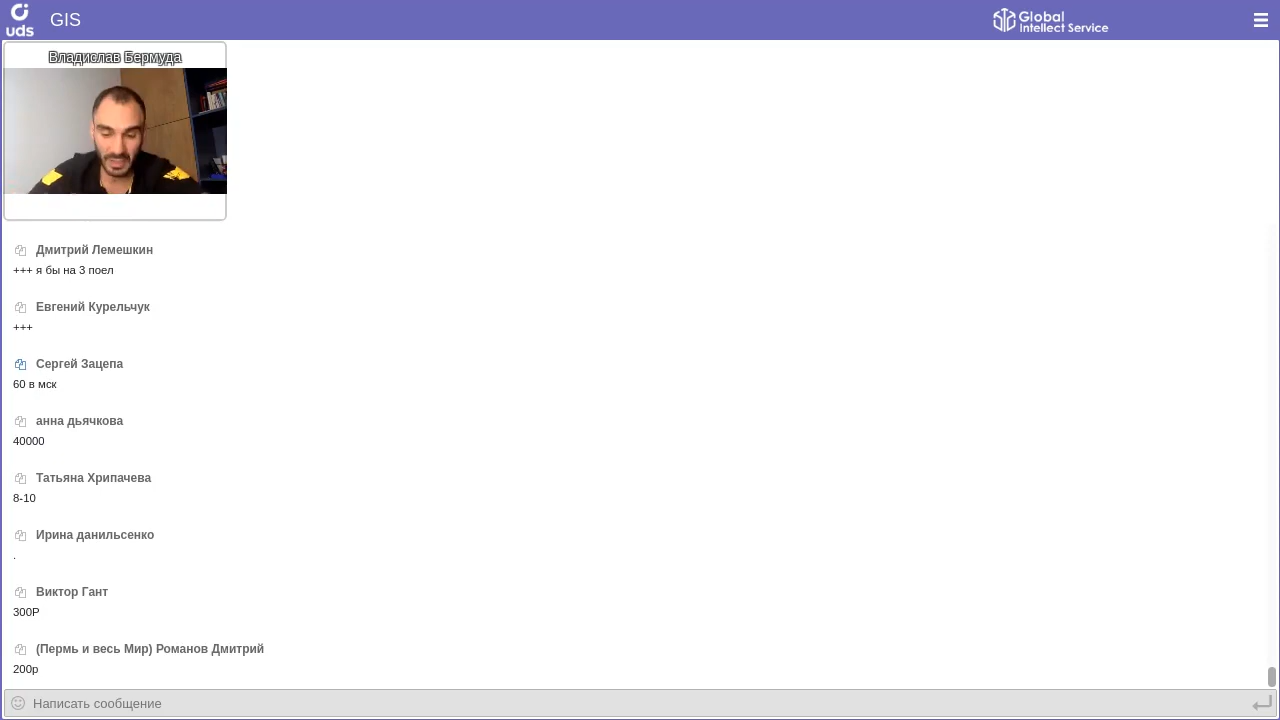 uds
GIS
Global
Intellect Service
Владислав Бермуда
Дмитрий Лемешкин
+++ я бы на 3 поел
Евгений Курельчук
+++
Сергей Зацепа
60 в мск
анна дьячкова
40000
Татьяна Хрипачева
8-10
Ирина данильсенко
.
Виктор Гант
300Р
(Пермь и весь Мир) Романов Дмитрий
200р
Написать сообщение